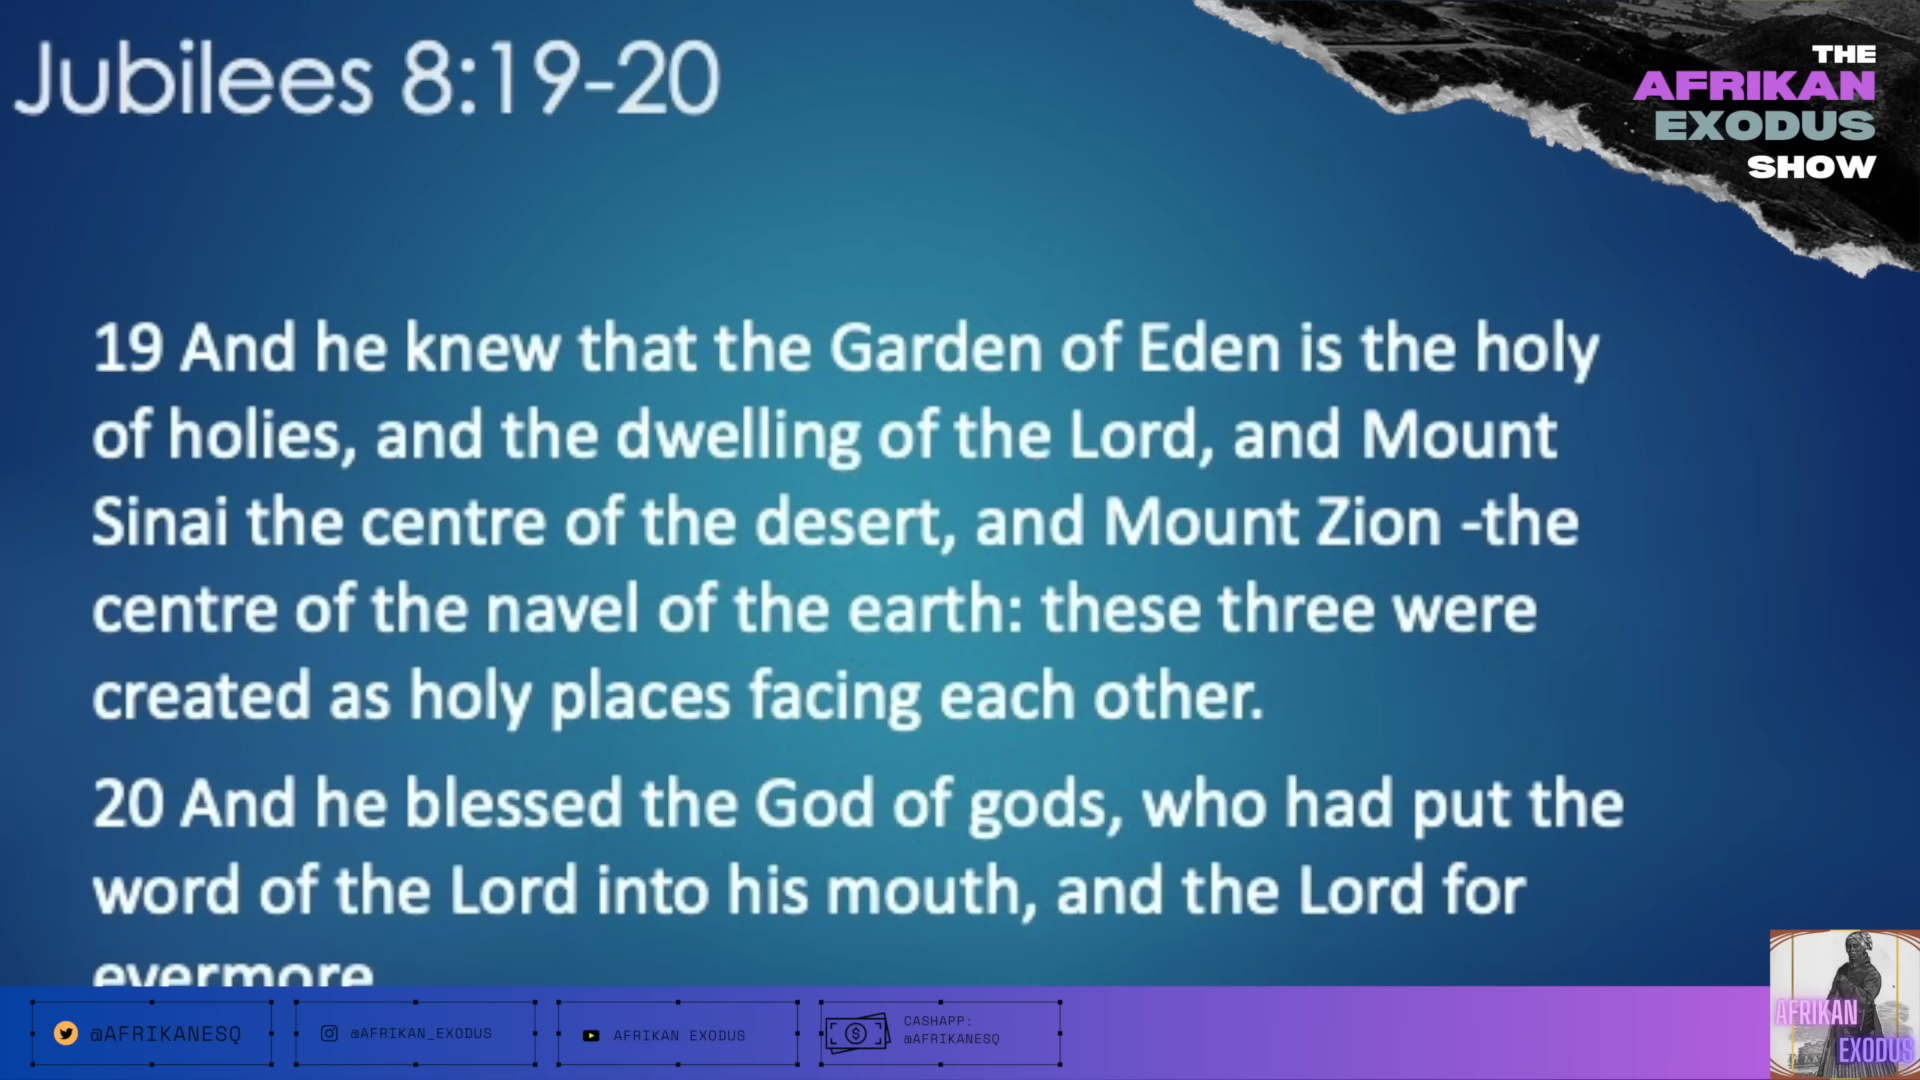 Jubilees 8:19-20
THE
AFRIKAN
EXODUS
SHOW
19 And he knew that the Garden of Eden is the holy
of holies, and the dwelling of the Lord, and Mount
Sinai the centre of the desert, and Mount Zion -the
centre of the navel of the earth: these three were
created as holy places facing each other.
20 And he blessed the God of gods, who had put the
word of the Lord into his mouth, and the Lord for
evermore
@AFRIKANESQ
@AFRIKAN_EXODUS
AFRIKAN EXODUS
CASHAPP:
@AFRIKANESQ
AFRIKAN
EXODUS